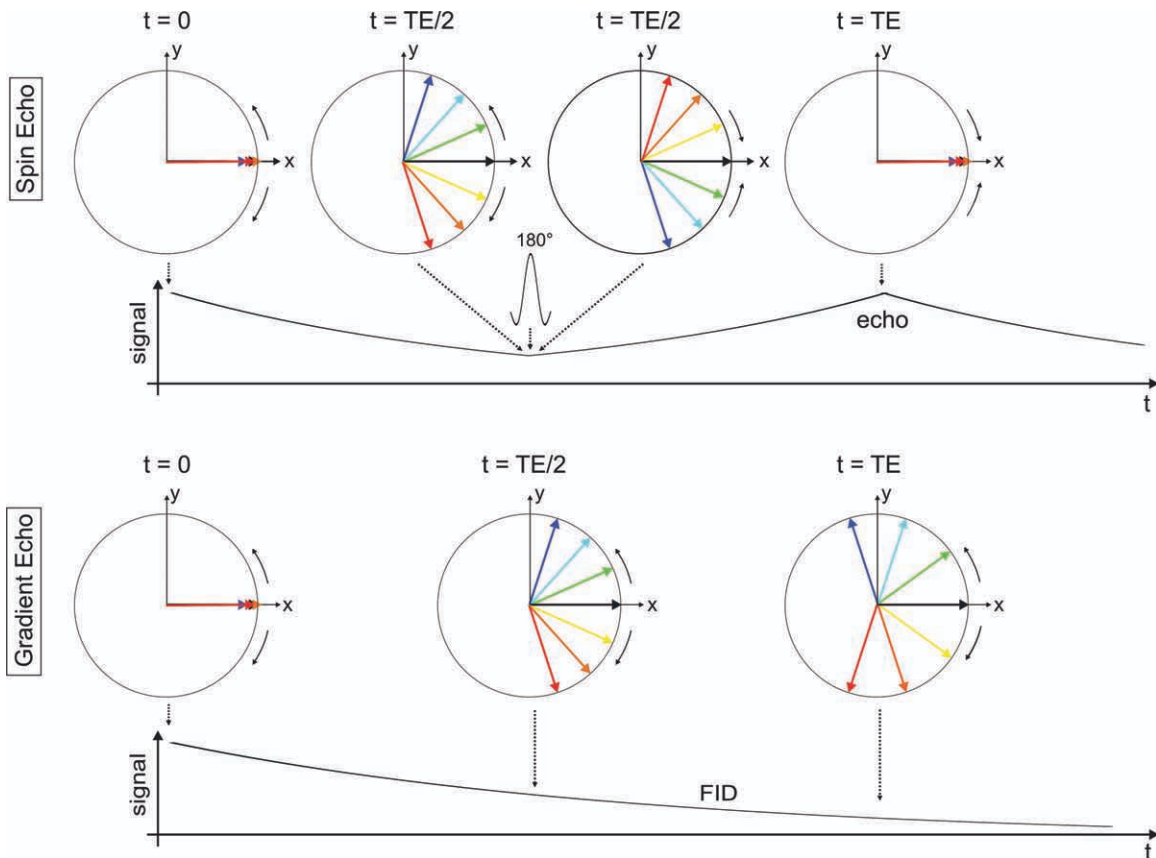 t = 0
t = TE/2
t = TE/2
t = TE
y
y
y
y
Spin Echo
x
x
x
x
180°
signal
echo
t
t = 0
t = TE/2
t = TE
y
y
y
Gradient Echo
x
x
x
signal
FID
t